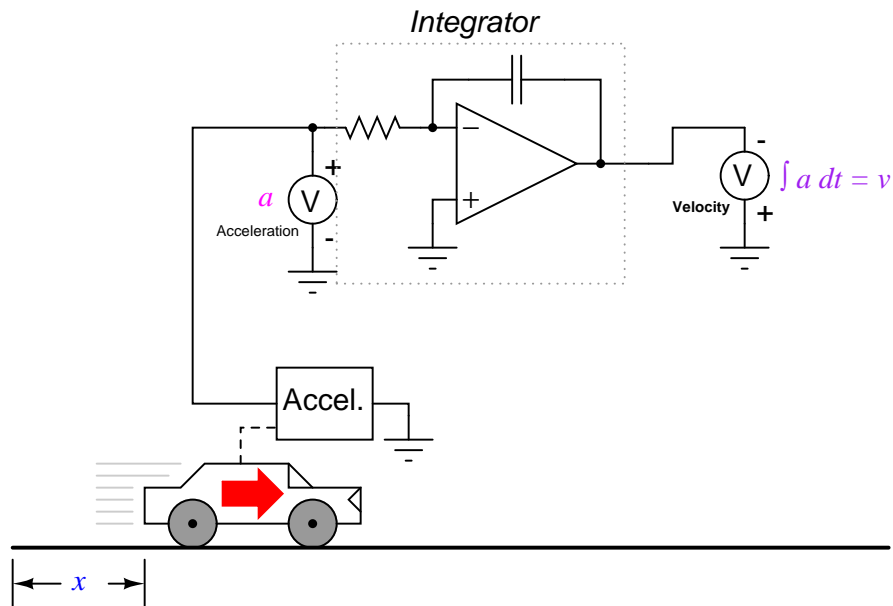 Integrator
−
+
+
a
V
Acceleration
-
-
V
∫ a dt = v
Velocity
+
Accel.
x